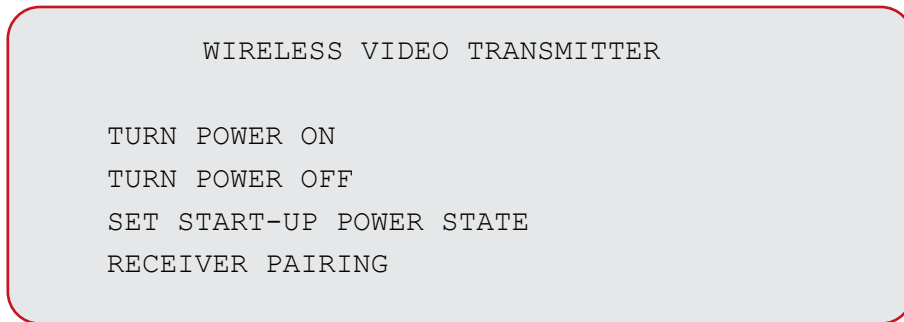 WIRELESS VIDEO TRANSMITTER
TURN POWER ON
TURN POWER OFF
SET START-UP POWER STATE
RECEIVER PAIRING